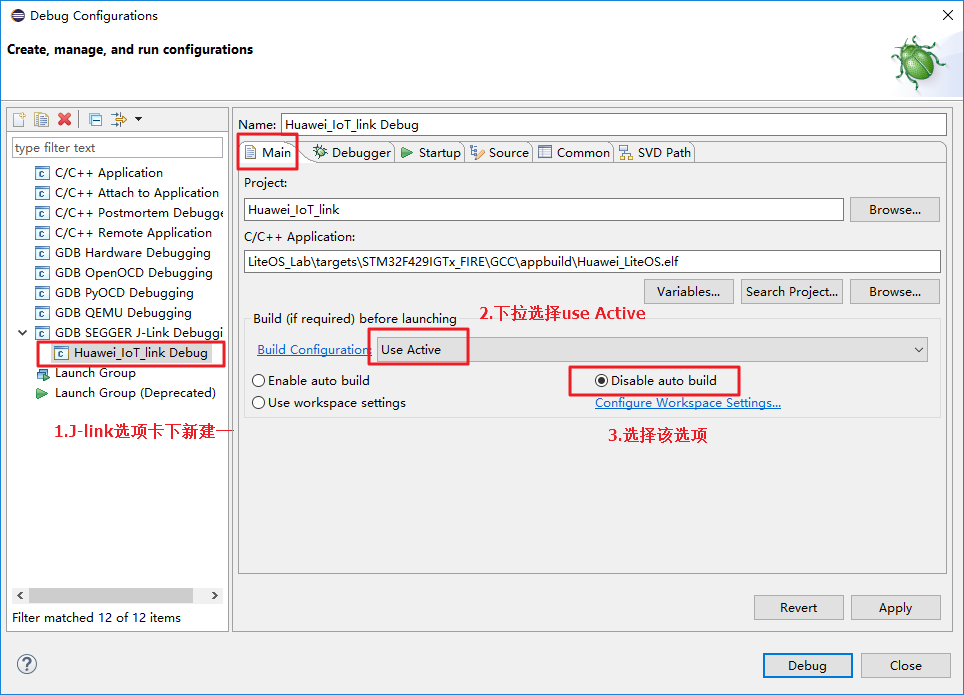 Debug Configurations
Create, manage, and run configurations
type filter text
C/C++ Application
C/C++ Attach to Application
C/C++ Postmortem Debugge
C/C++ Remote Application
GDB Hardware Debugging
GDB OpenOCD Debugging
GDB PyOCD Debugging
GDB QEMU Debugging
GDB SEGGER J-Link Debuggi
Huawei_IoT_link Debug
Launch Group
Launch Group (Deprecated)
1.J-link选项卡下新建一
Filter matched 12 of 12 items
Name: Huawei_IoT_link Debug
Main Debugger Startup Source Common SVD Path
Project:
Huawei_IoT_link
Browse...
C/C++ Application:
LiteOS_Lab\targets\STM32F429IGTx_FIRE\GCC\appbuild\Huawei_LiteOS.elf
Variables... Search Project... Browse...
Build (if required) before launching
2.下拉选择use Active
Build Configuration: Use Active
Enable auto build Disable auto build
Use workspace settings Configure Workspace Settings...
3.选择该选项
Revert Apply
Debug Close